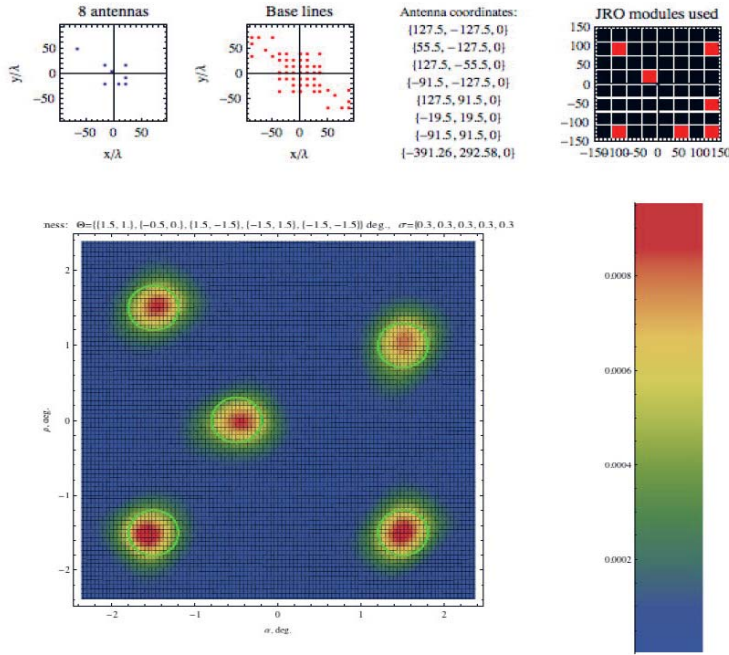 8 antennas
50
0
−50
−50 0 50
x/λ
y/λ
Base lines
50
0
−50
−50 0 50
x/λ
y/λ
Antenna coordinates:
{127.5, −127.5, 0}
{55.5, −127.5, 0}
{127.5, −55.5, 0}
{−91.5, −127.5, 0}
{127.5, 91.5, 0}
{−19.5, 19.5, 0}
{−91.5, 91.5, 0}
{−391.26, 292.58, 0}
JRO modules used
150
100
50
0
−50
−100
−150
−150−100 −50 0 50 100150
ness: Θ={{1.5, 1.}, {−0.5, 0.}, {1.5, −1.5}, {−1.5, 1.5}, {−1.5, −1.5}} deg., σ={0.3, 0.3, 0.3, 0.3, 0.3
2
1
0
−1
−2
deg.
−2 −1 0 1 2
α, deg.
0.0008
0.0006
0.0004
0.0002